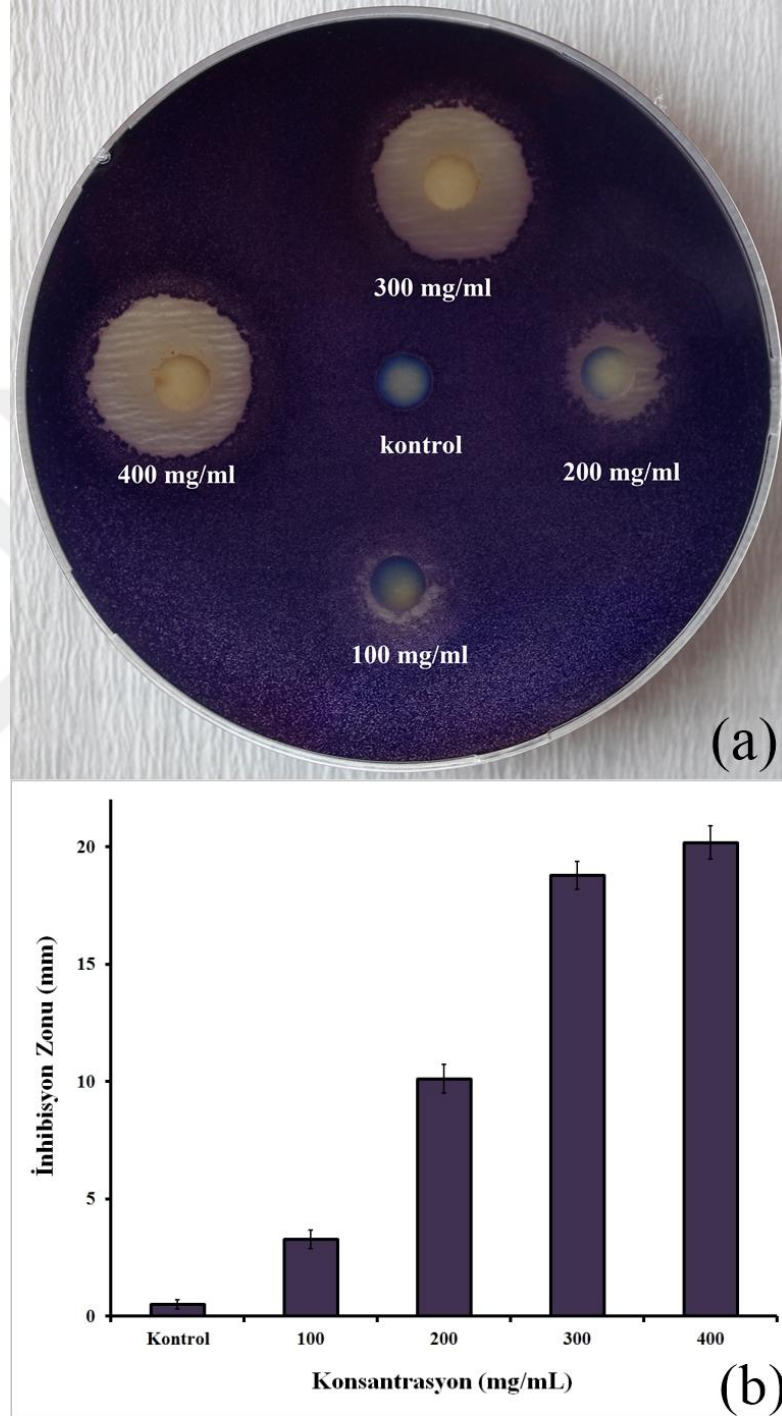 300 mg/ml
kontrol
400 mg/ml
200 mg/ml
100 mg/ml
(a)
İnhibisyon Zonu (mm)
20
15
10
5
0
Kontrol 100 200 300 400
Konsantrasyon (mg/mL)
(b)